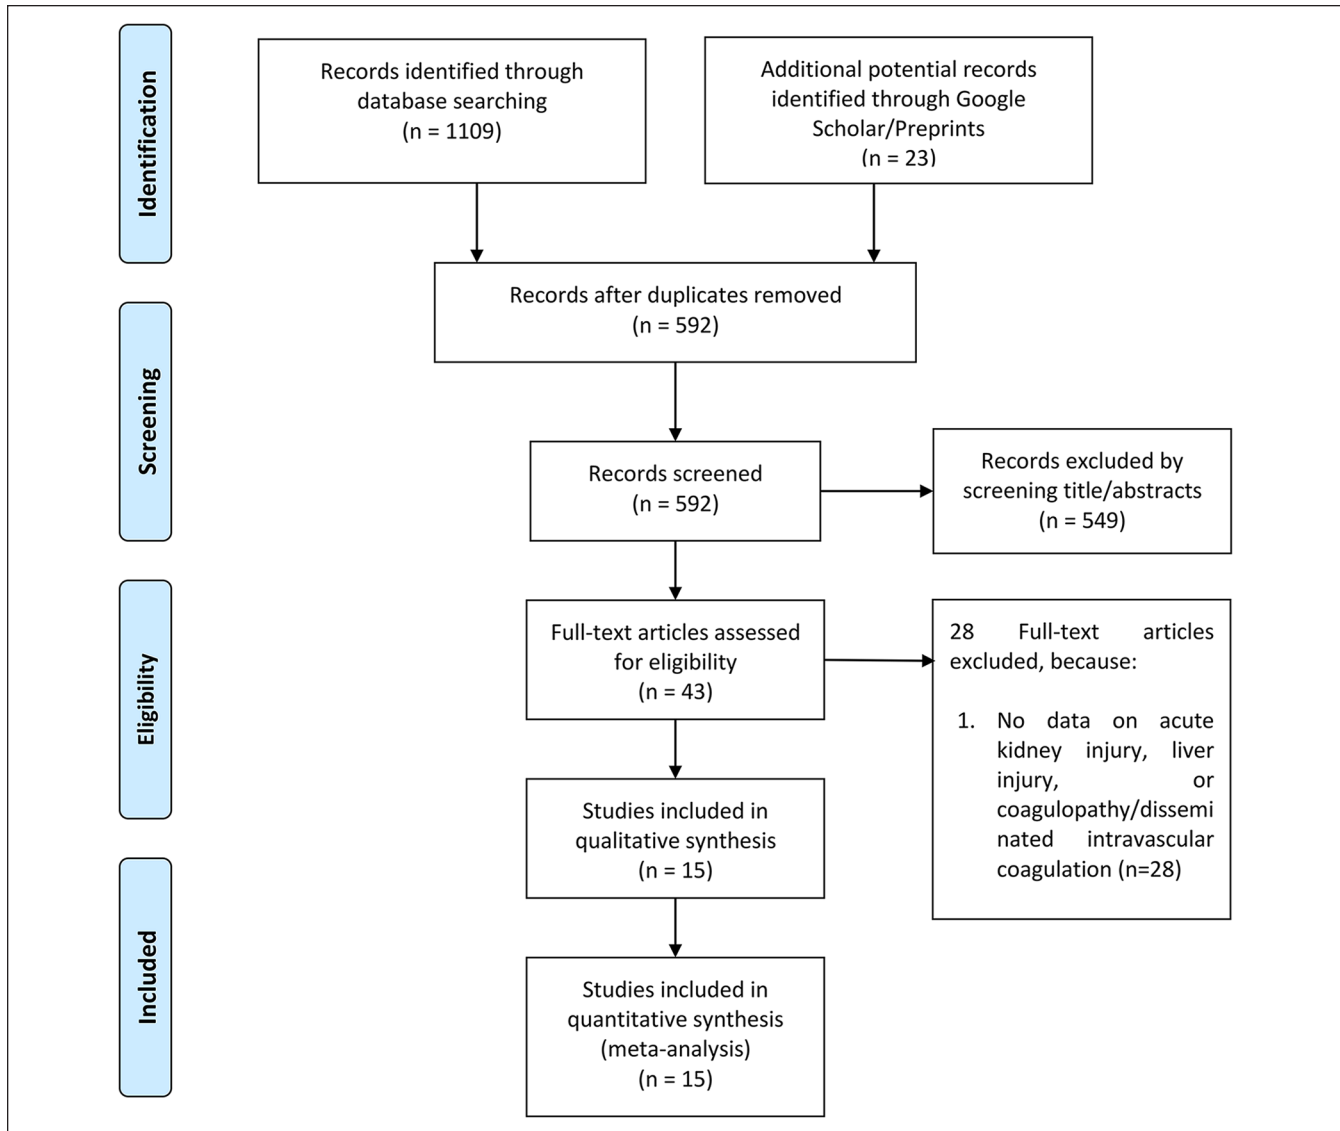 Identification
Records identified through
database searching
(n = 1109)
Additional potential records
identified through Google
Scholar/Preprints
(n = 23)
Records after duplicates removed
(n = 592)
Screening
Records screened
(n = 592)
Records excluded by
screening title/abstracts
(n = 549)
Eligibility
Full-text articles assessed
for eligibility
(n = 43)
28 Full-text articles
excluded, because:
1. No data on acute
kidney injury, liver
injury, or
coagulopathy/dissemi
nated intravascular
coagulation (n=28)
Studies included in
qualitative synthesis
(n = 15)
Included
Studies included in
quantitative synthesis
(meta-analysis)
(n = 15)